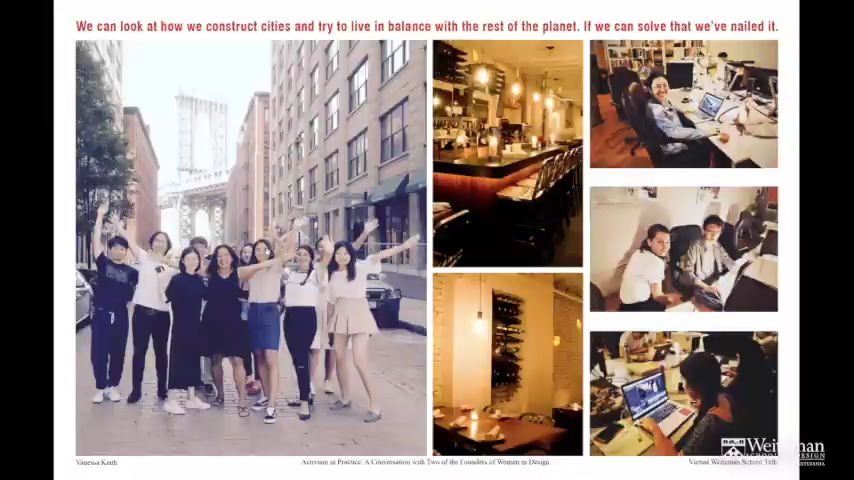 We can look at how we construct cities and try to live in balance with the rest of the planet. If we can solve that we've nailed it.
Vanessa Keith
Activism in Practice: A Conversation with Two of the Founders of Women in Design
Virtual Weitzman School Talk
Weitzman
SCHOOL OF DESIGN